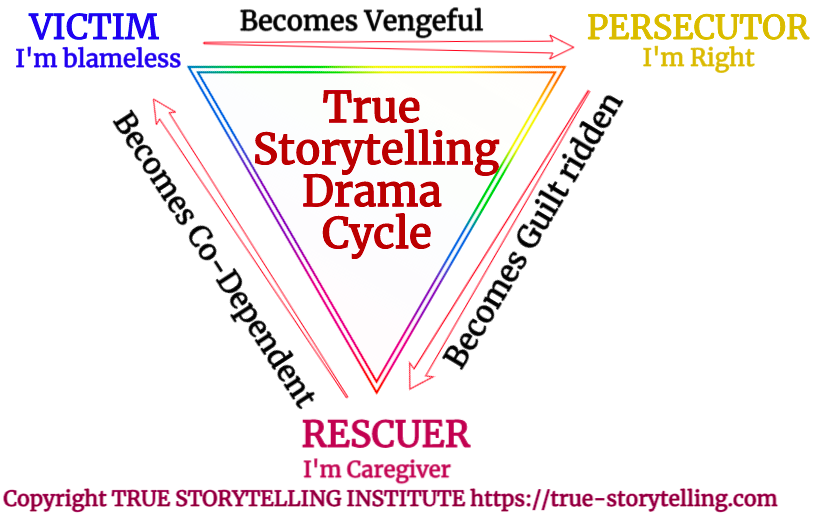 Becomes Vengeful
VICTIM
I'm blameless
PERSECUTOR
I'm Right
True
Storytelling
Drama
Cycle
Becomes Co-Dependent
Becomes Guilt ridden
RESCUER
I'm Caregiver
Copyright TRUE STORYTELLING INSTITUTE https://true-storytelling.com